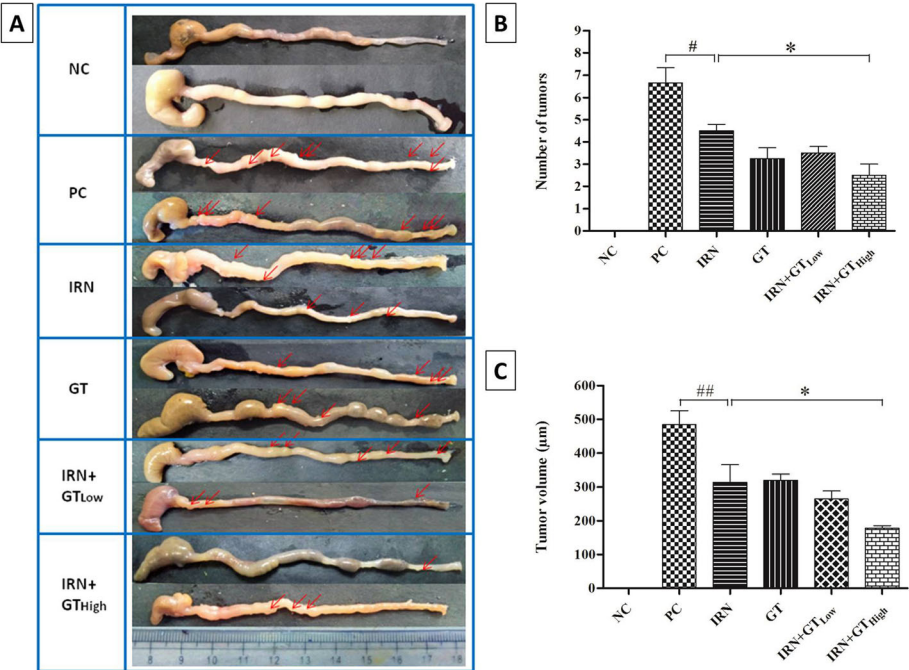 A
NC
PC
IRN
GT
IRN+
GTLow
IRN+
GTHigh
8 9 10 11 12 13 14 15 16 17 18
B
Number of tumors
9
8
7
6
5
4
3
2
1
0
#
*
NC
PC
IRN
GT
IRN+GTLow
IRN+GTHigh
C
Tumor volume (µm)
600
500
400
300
200
100
0
##
*
NC
PC
IRN
GT
IRN+GTLow
IRN+GTHigh